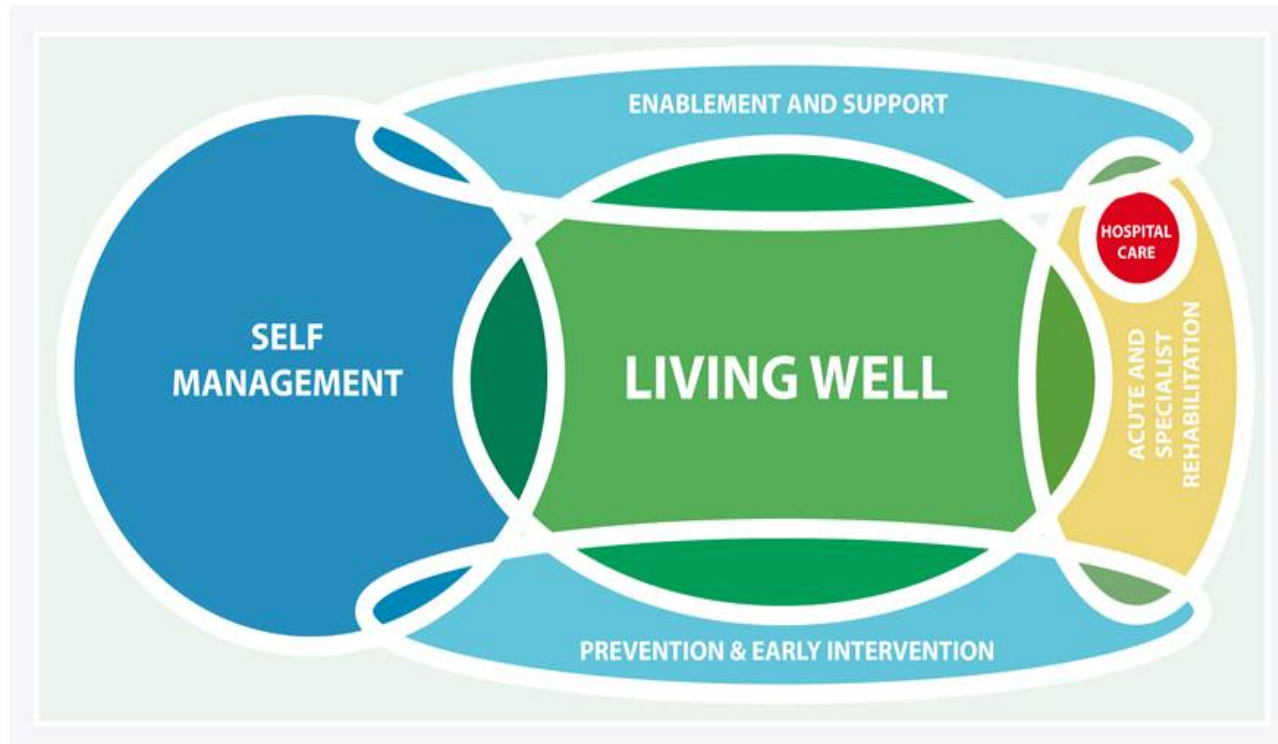 ENABLEMENT AND SUPPORT
HOSPITAL
CARE
SELF
MANAGEMENT
LIVING WELL
ACUTE AND
SPECIALIST
REHABILITATION
PREVENTION & EARLY INTERVENTION